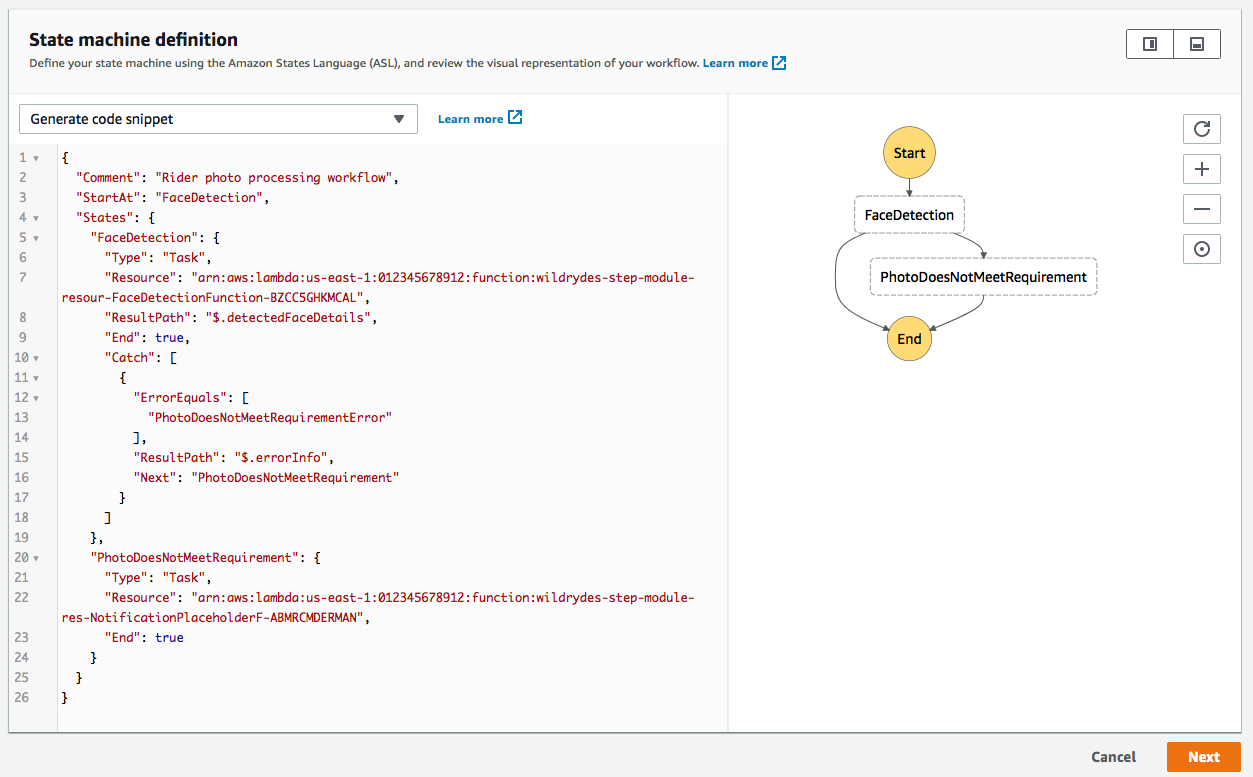 State machine definition
Define your state machine using the Amazon States Language (ASL), and review the visual representation of your workflow. Learn more
Generate code snippet
Learn more
1 {
2 "Comment": "Rider photo processing workflow",
3 "StartAt": "FaceDetection",
4 "States": {
5 "FaceDetection": {
6 "Type": "Task",
7 "Resource": "arn:aws:lambda:us-east-1:012345678912:function:wildrydes-step-module-
resour-FaceDetectionFunction-BZCC5GHKMCAL",
8 "ResultPath": "$.detectedFaceDetails",
9 "End": true,
10 "Catch": [
11 {
12 "ErrorEquals": [
13 "PhotoDoesNotMeetRequirementError"
14 ],
15 "ResultPath": "$.errorInfo",
16 "Next": "PhotoDoesNotMeetRequirement"
17 }
18 ]
19 },
20 "PhotoDoesNotMeetRequirement": {
21 "Type": "Task",
22 "Resource": "arn:aws:lambda:us-east-1:012345678912:function:wildrydes-step-module-
res-NotificationPlaceholderF-ABMRCMDERMAN",
23 "End": true
24 }
25 }
26 }
Start
FaceDetection
PhotoDoesNotMeetRequirement
End
Cancel
Next